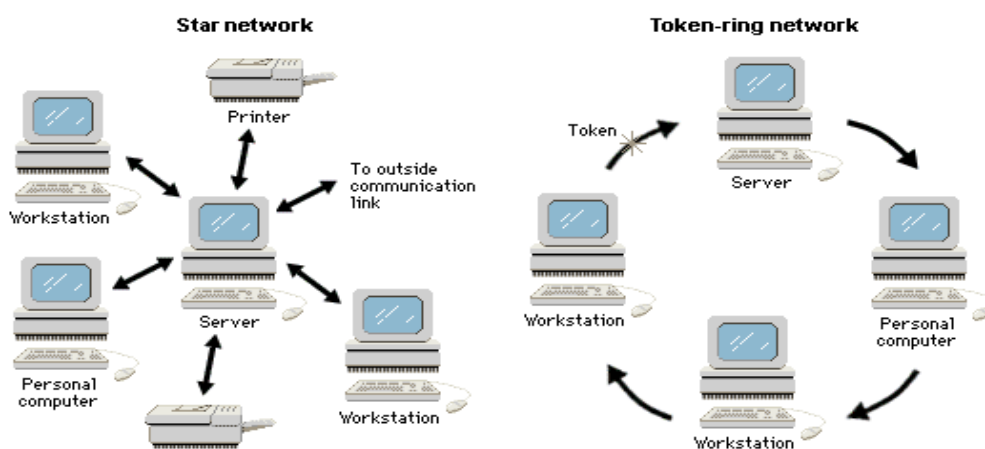 Star network
Printer
To outside
communication
link
Workstation
Server
Personal
computer
Workstation
Token-ring network
Token
Server
Workstation
Personal
computer
Workstation